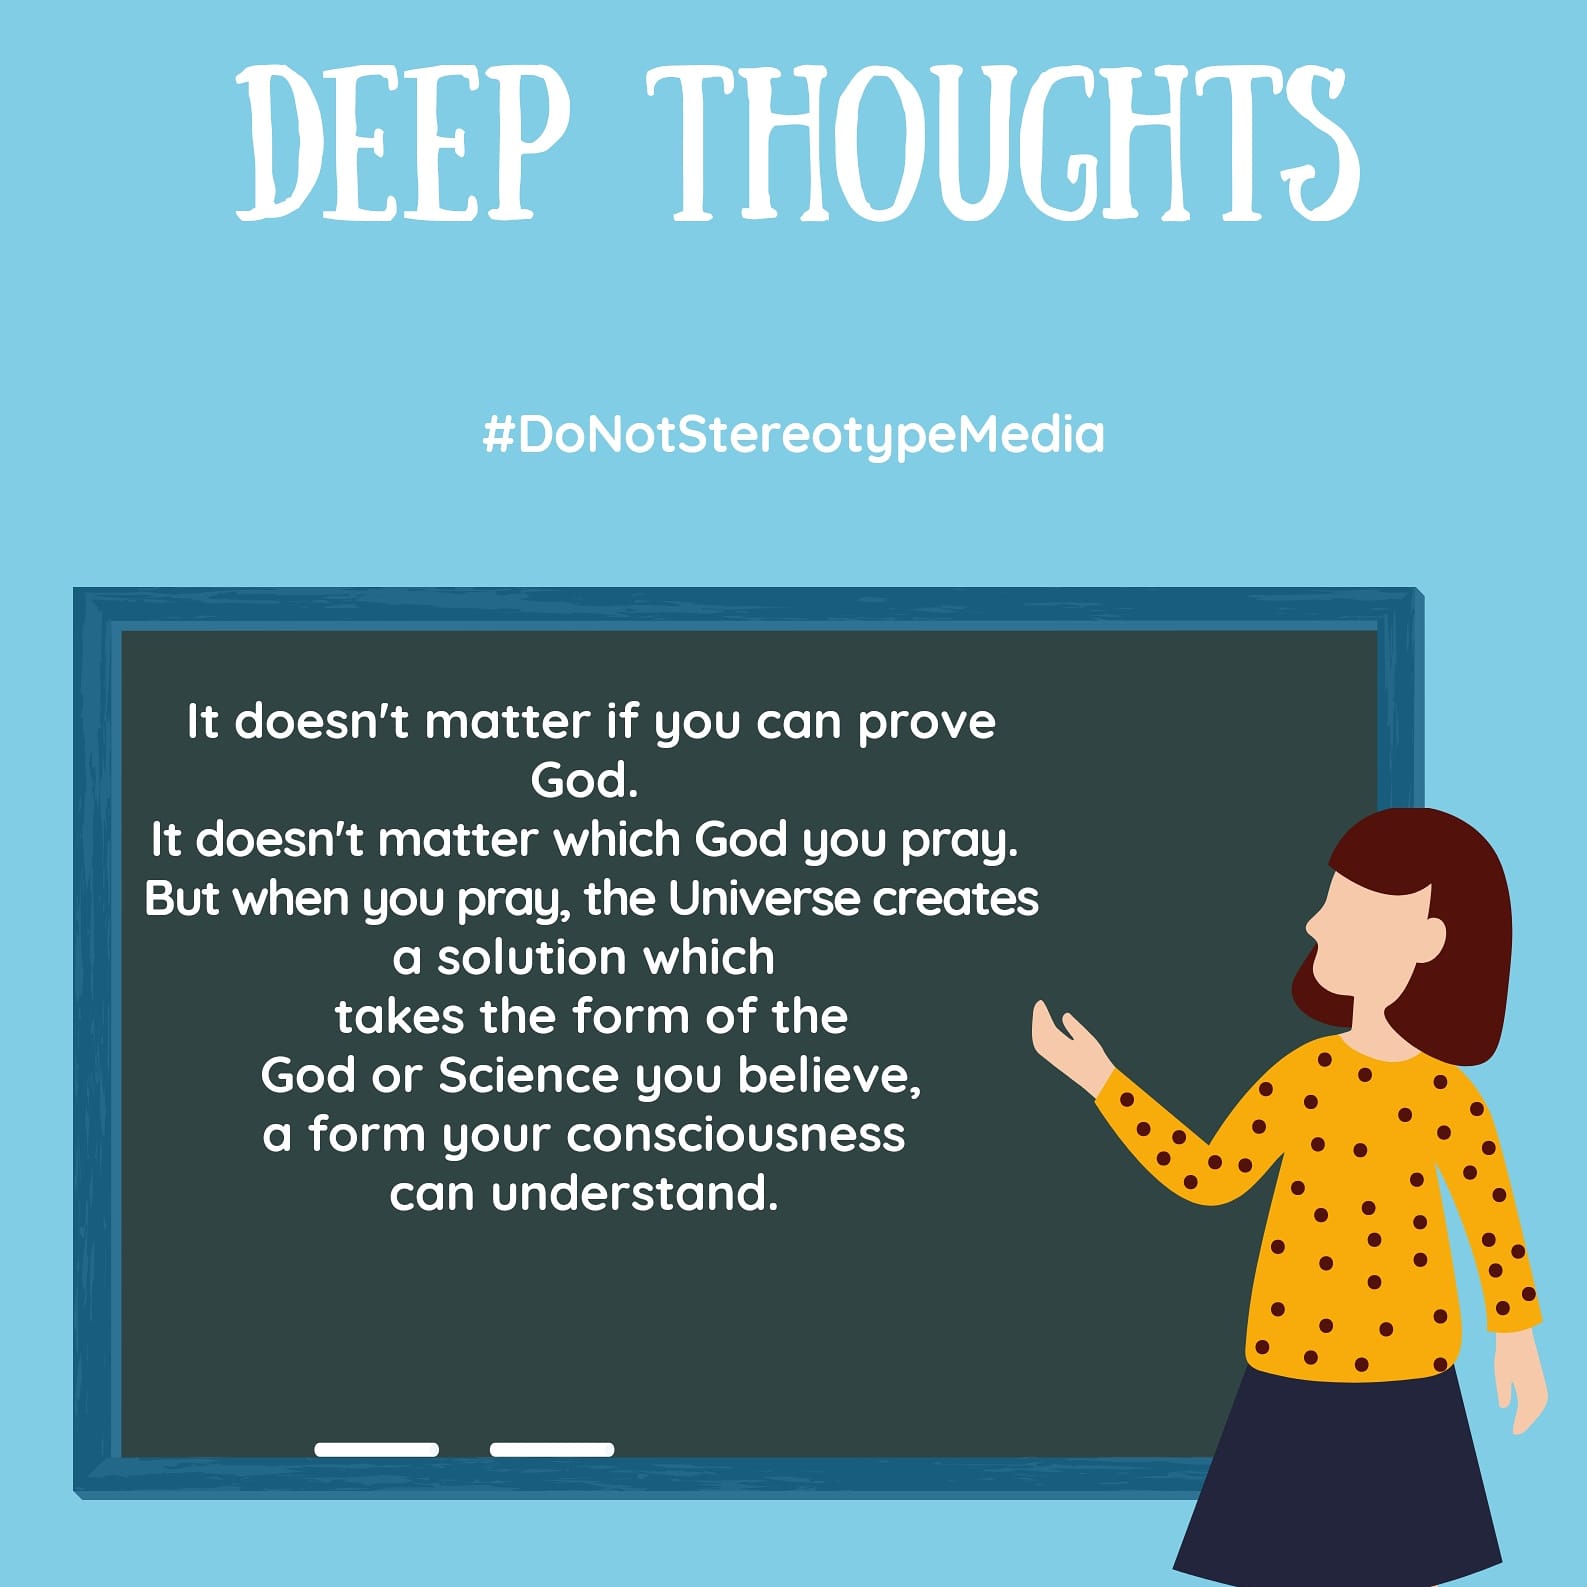 DEEP THOUGHTS
#DoNotStereotypeMedia
It doesn't matter if you can prove
God.
It doesn't matter which God you pray.
But when you pray, the Universe creates
a solution which
takes the form of the
God or Science you believe,
a form your consciousness
can understand.